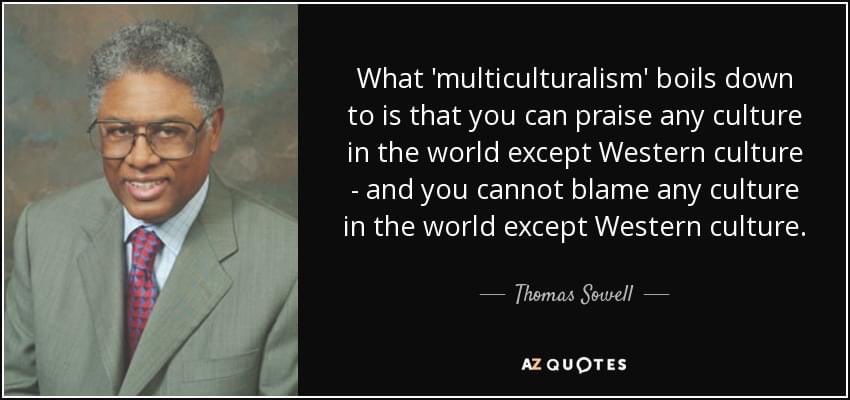 What 'multiculturalism' boils down
to is that you can praise any culture
in the world except Western culture
- and you cannot blame any culture
in the world except Western culture.
Thomas Sowell
AZ QUOTES